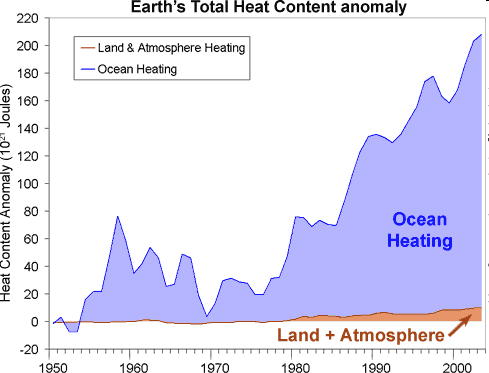 Earth's Total Heat Content anomaly
220
200
180
160
140
120
100
80
60
40
20
0
-20
Heat Content Anomaly (10²¹ Joules)
Land & Atmosphere Heating
Ocean Heating
Ocean
Heating
Land + Atmosphere
1950 1960 1970 1980 1990 2000